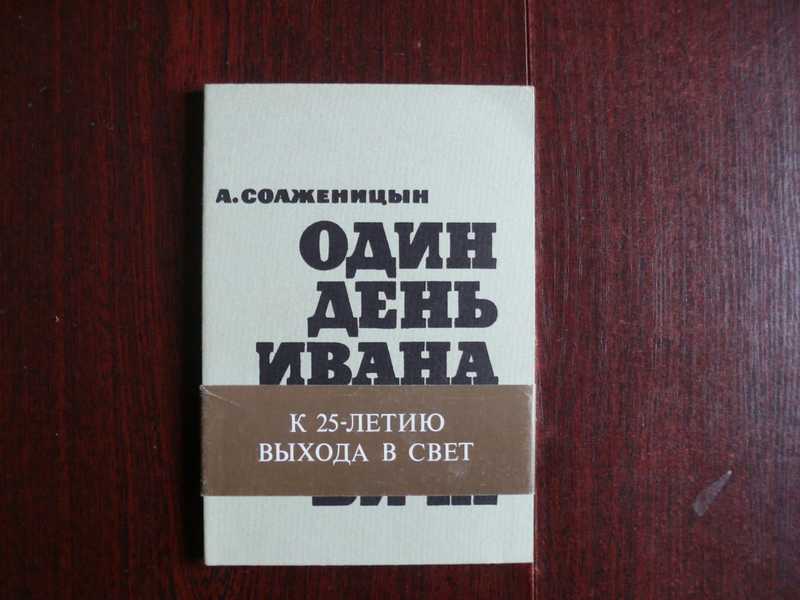 А. СОЛЖЕНИЦЫН
ОДИН
ДЕНЬ
ИВАНА
К 25-ЛЕТИЮ
ВЫХОДА В СВЕТ